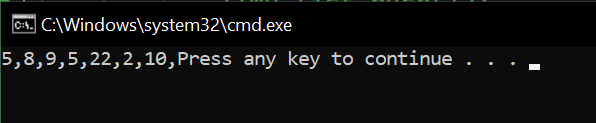 C:\Windows\system32\cmd.exe
5,8,9,5,22,2,10,Press any key to continue . . .